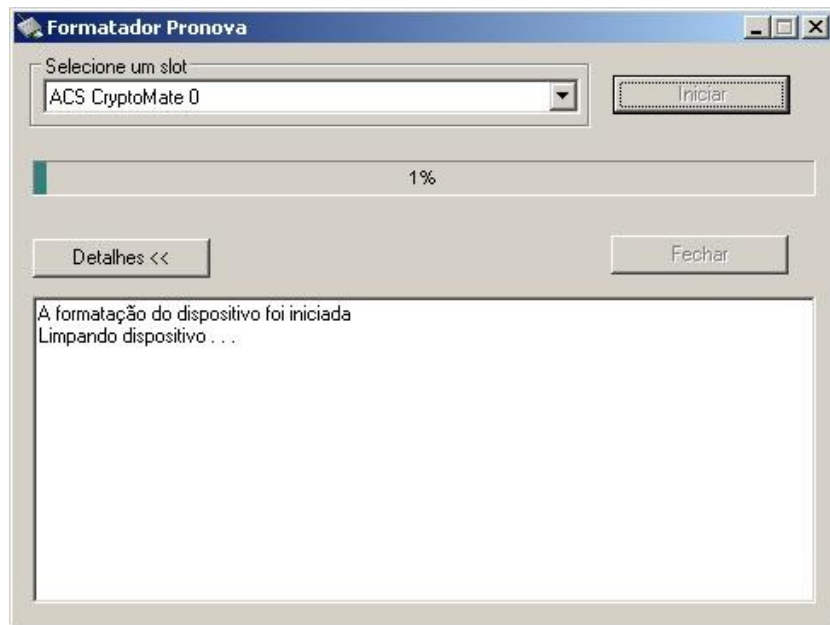 Formatador Pronova
Selecione um slot
ACS CryptoMate 0
Iniciar
1%
Detalhes <<
Fechar
A formatação do dispositivo foi iniciada
Limpando dispositivo . . .